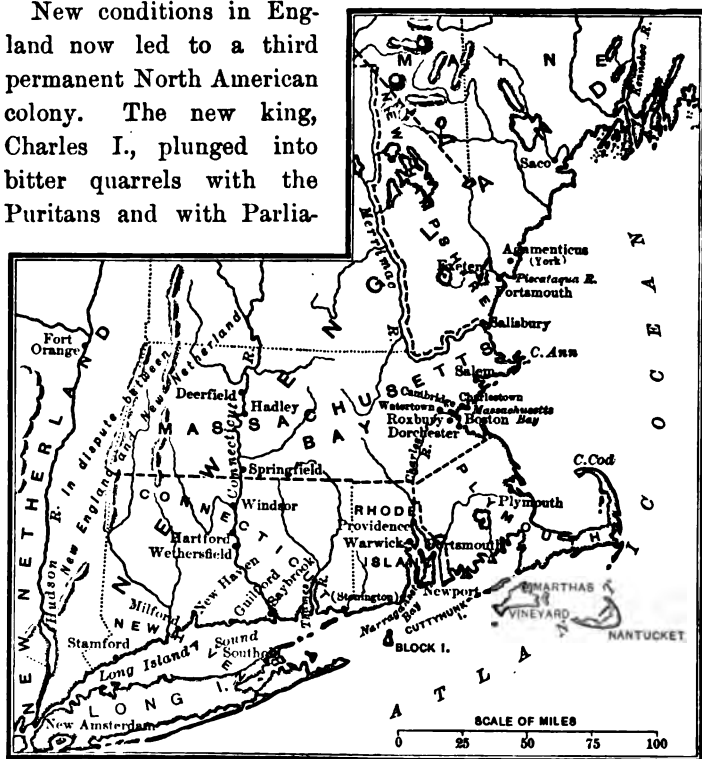 New conditions in Eng-
land now led to a third
permanent North American
colony. The new king,
Charles I., plunged into
bitter quarrels with the
Puritans and with Parlia-
MAINE
Kennebec R.
NEW HAMPSHIRE
Saco
Merrimac R.
Agamenticus
(York)
Exeter
Piscataqua R.
Portsmouth
Salisbury
C. Ann
Salem
Fort
Orange
In dispute between
New England and New Netherland
Deerfield
Hadley
Connecticut R.
MASSACHUSETTS
BAY
Cambridge
Charlestown
Watertown
Massachusetts
Bay
Roxbury
Boston
Dorchester
Charles R.
NEW ENGLAND
Springfield
C. Cod
CONNECTICUT
Windsor
Hartford
Wethersfield
RHODE
ISLAND
Providence
Warwick
PLYMOUTH
Plymouth
Portsmouth
NEW NETHERLAND
Hudson R.
Milford
New Haven
Guilford
Saybrook
Thames R.
(Stonington)
Newport
Narragansett
Bay
CUTTYHUNK
I.
MARTHAS
VINEYARD
NANTUCKET
NEW HAVEN
Stamford
Long Island Sound
Southold
BLOCK I.
LONG I.
New Amsterdam
ATLANTIC OCEAN
SCALE OF MILES
0 25 50 75 100